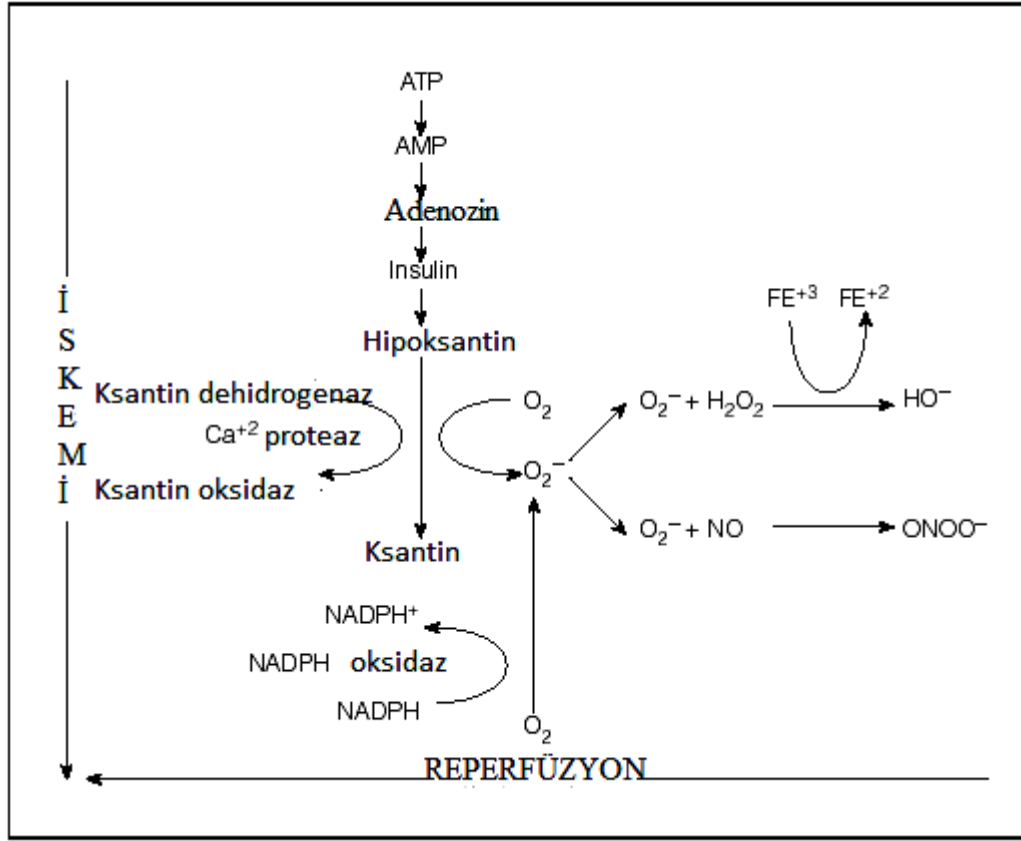 ATP
AMP
Adenozin
Insulin
Hipoksantin
FE+3 FE+2
İSKEMİ
Ksantin dehidrogenaz
O2
O2− + H2O2
HO−
Ca+2 proteaz
O2−
Ksantin oksidaz
O2− + NO
ONOO−
Ksantin
NADPH+
NADPH oksidaz
NADPH
O2
REPERFÜZYON